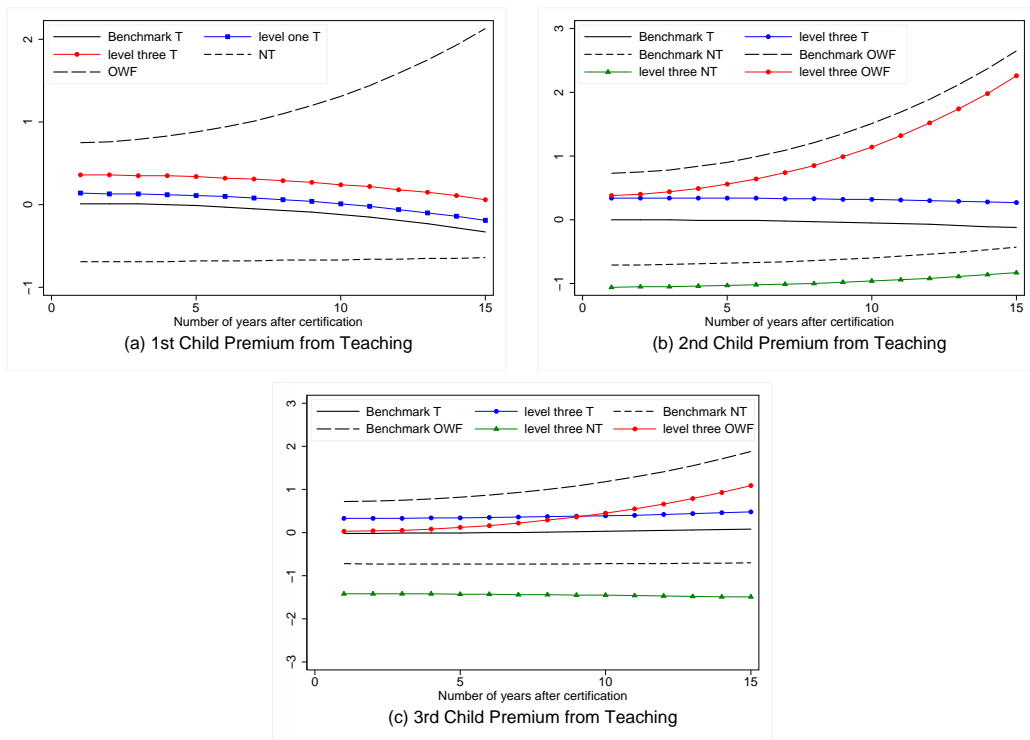 Benchmark T
level one T
level three T
NT
OWF
2
1
0
−1
0
5
10
15
Number of years after certification
(a) 1st Child Premium from Teaching
Benchmark T
level three T
Benchmark NT
Benchmark OWF
level three NT
level three OWF
3
2
1
0
−1
0
5
10
15
Number of years after certification
(b) 2nd Child Premium from Teaching
Benchmark T
level three T
Benchmark NT
Benchmark OWF
level three NT
level three OWF
3
2
1
0
−1
−2
−3
0
5
10
15
Number of years after certification
(c) 3rd Child Premium from Teaching